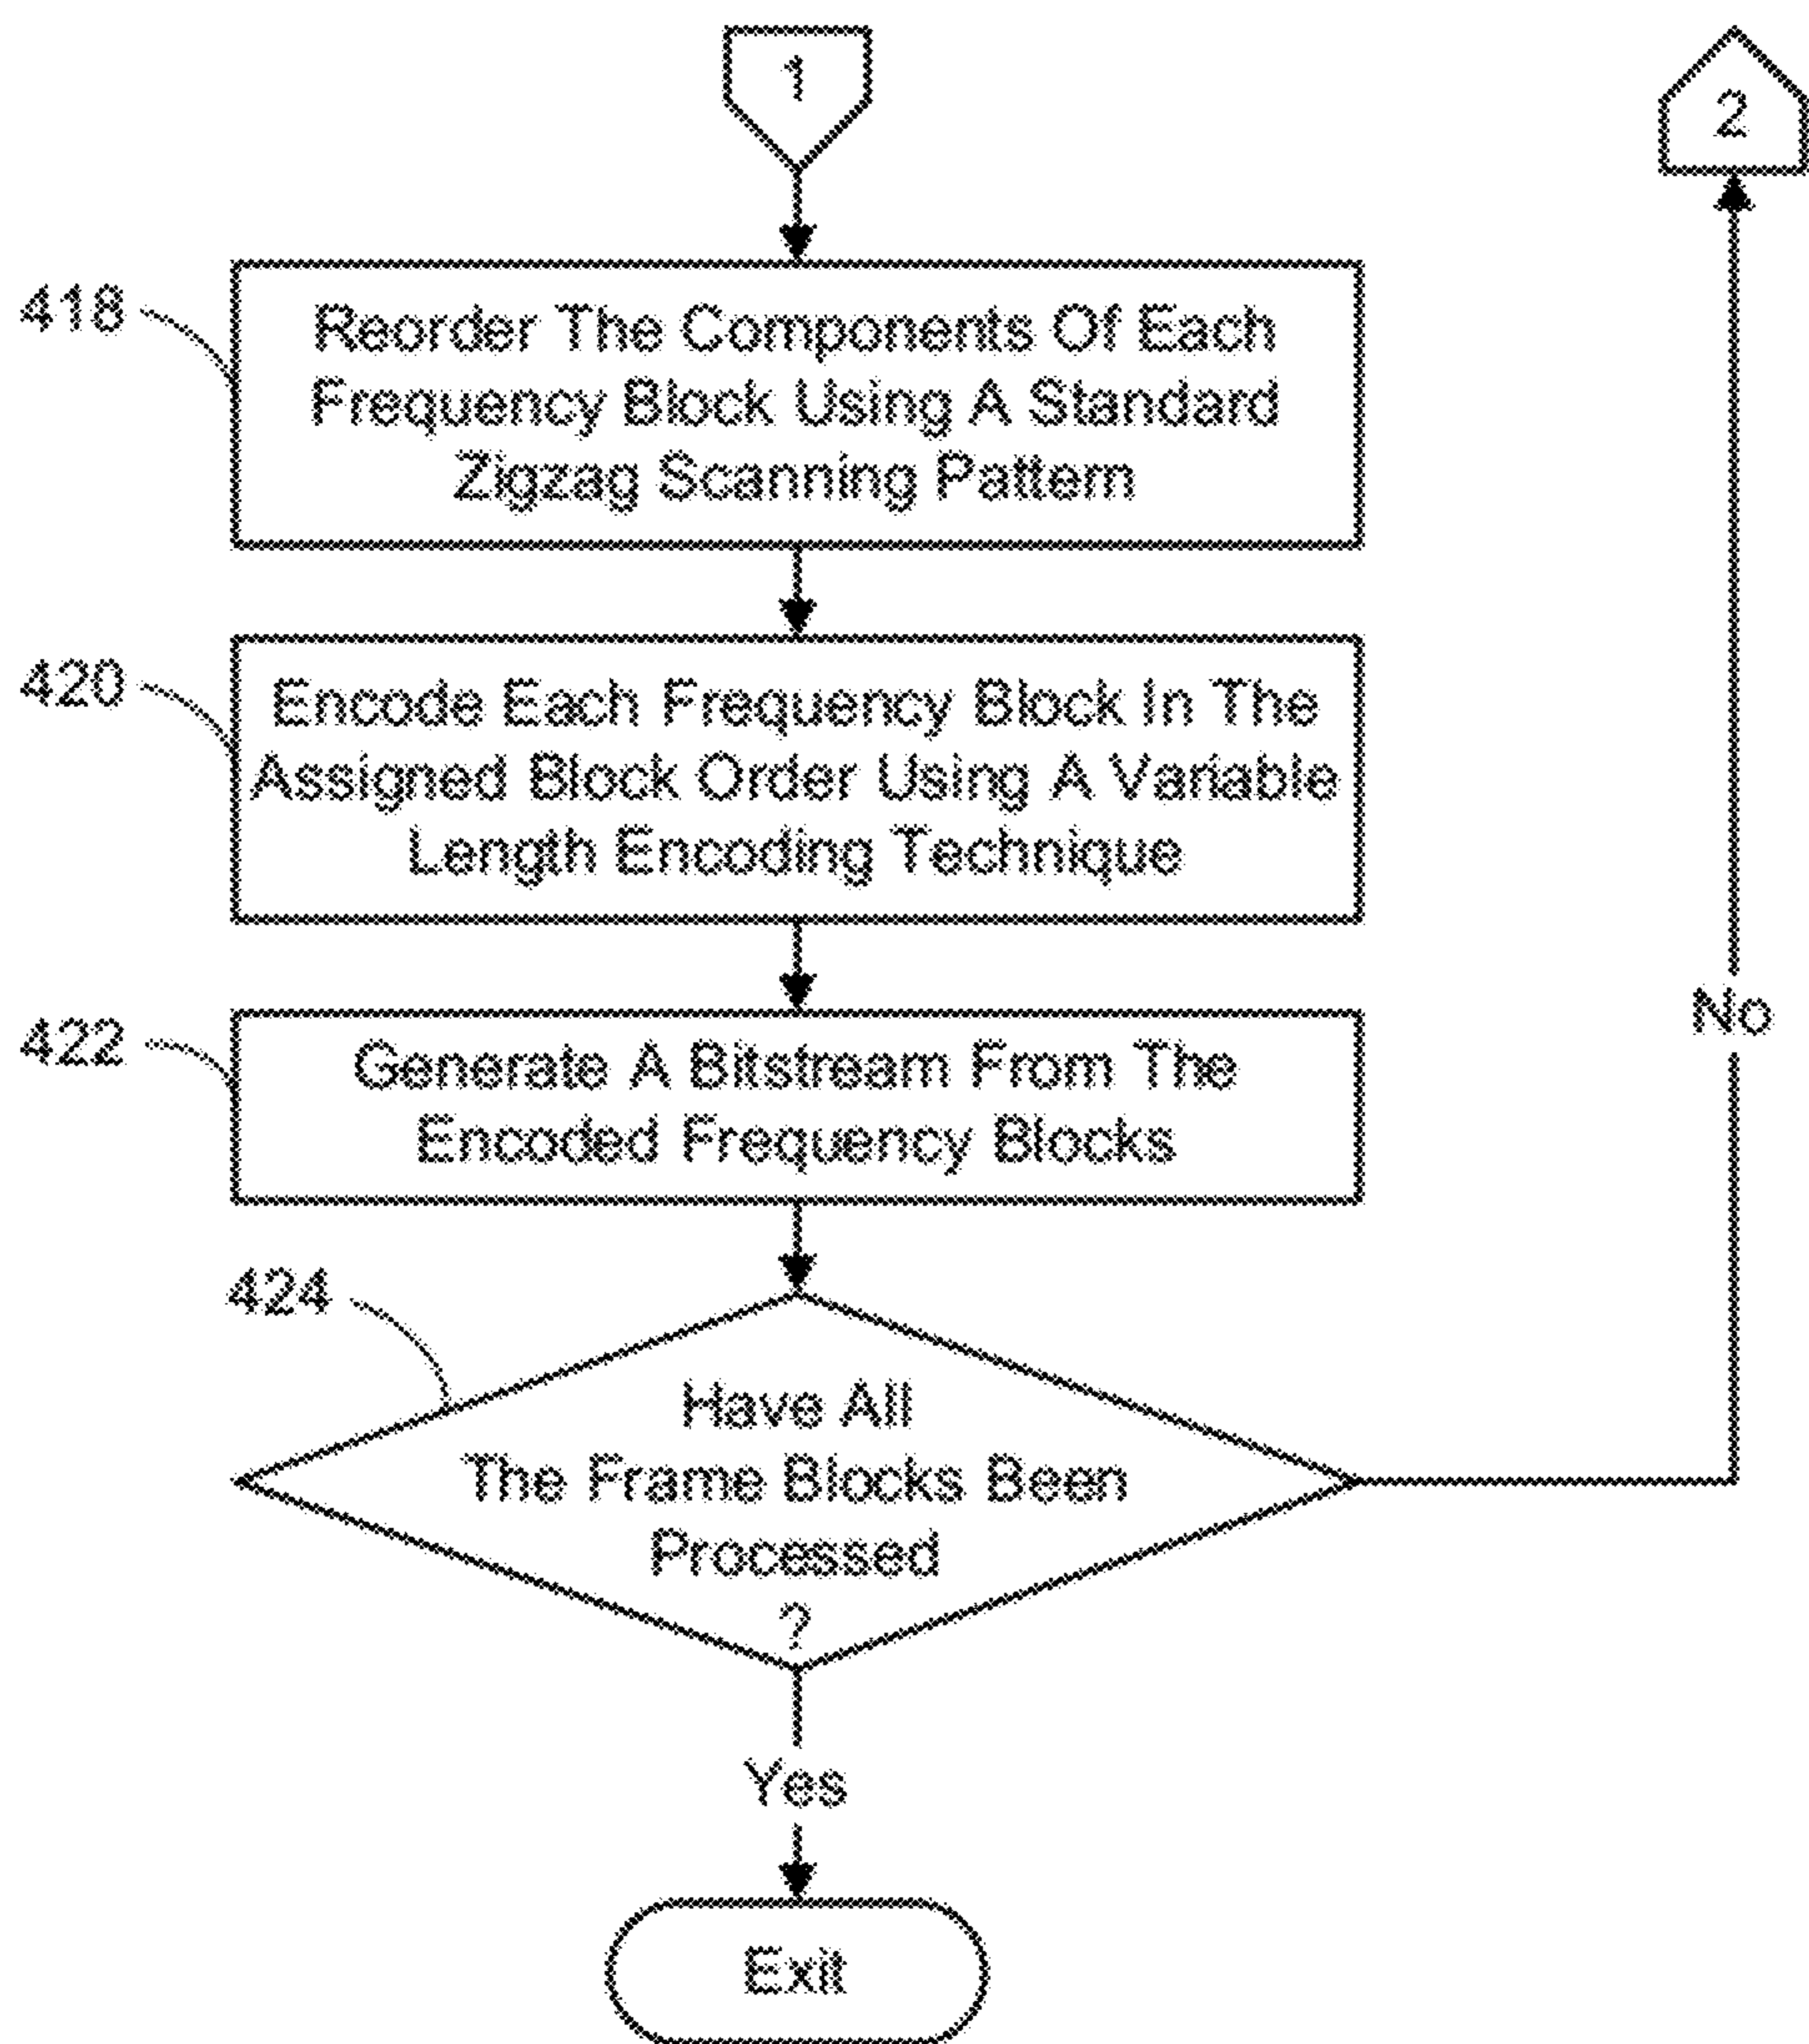 1
2
418
Reorder The Components Of Each
Frequency Block Using A Standard
Zigzag Scanning Pattern
420
Encode Each Frequency Block In The
Assigned Block Order Using A Variable
Length Encoding Technique
No
422
Generate A Bitstream From The
Encoded Frequency Blocks
424
Have All
The Frame Blocks Been
Processed
?
Yes
Exit